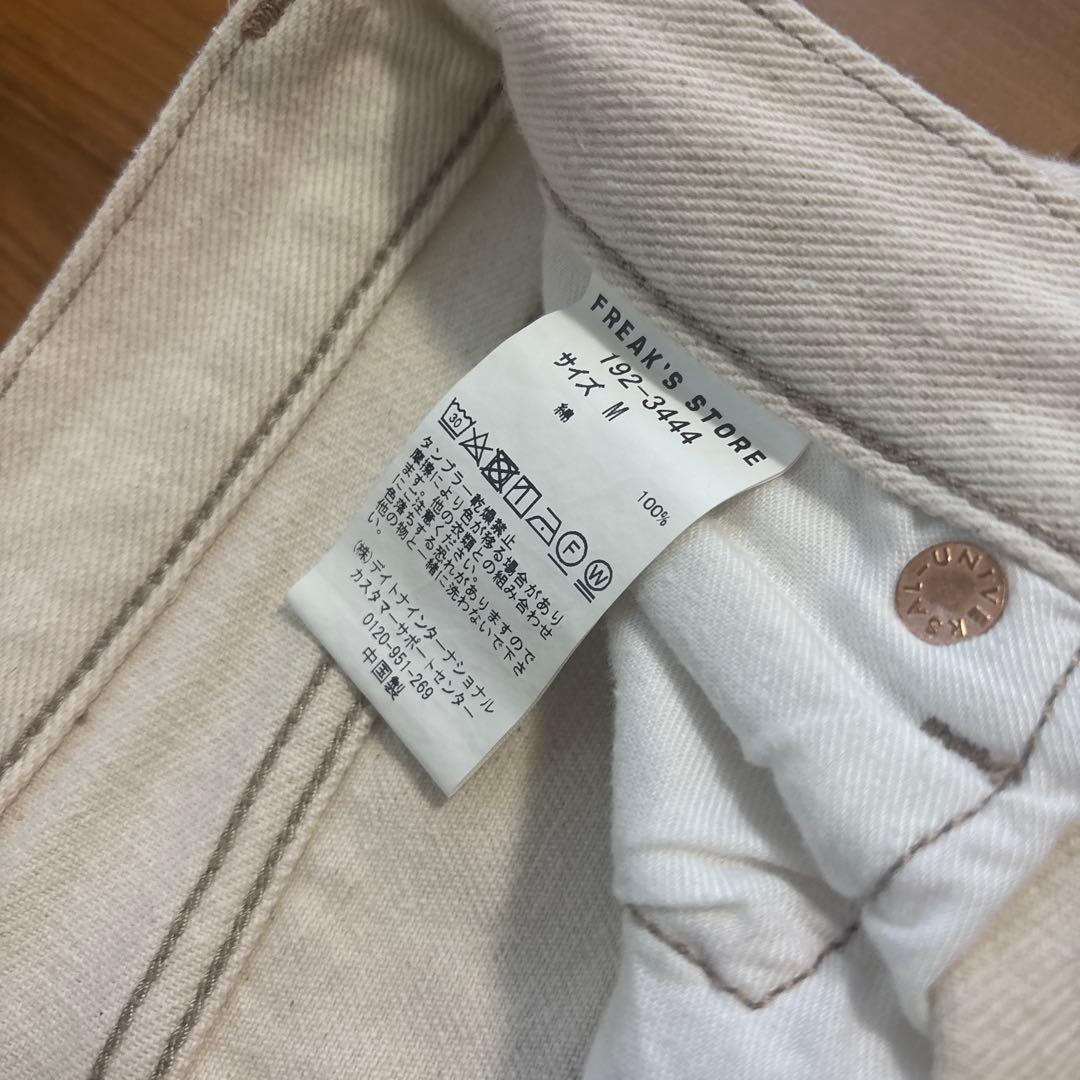 FREAK'S STORE
192-3444
サイズ M
綿 100%
30
F W
タンブラー乾燥禁止
摩擦により色が移る場合があり
ます。他の衣類との組み合わせ
にご注意ください。
色落ちする恐れがありますので
他の物と一緒に洗わないで下さ
い。
(株)デイトナインターナショナル
カスタマーサポートセンター
0120-951-269
中国製
UNIVERSAL